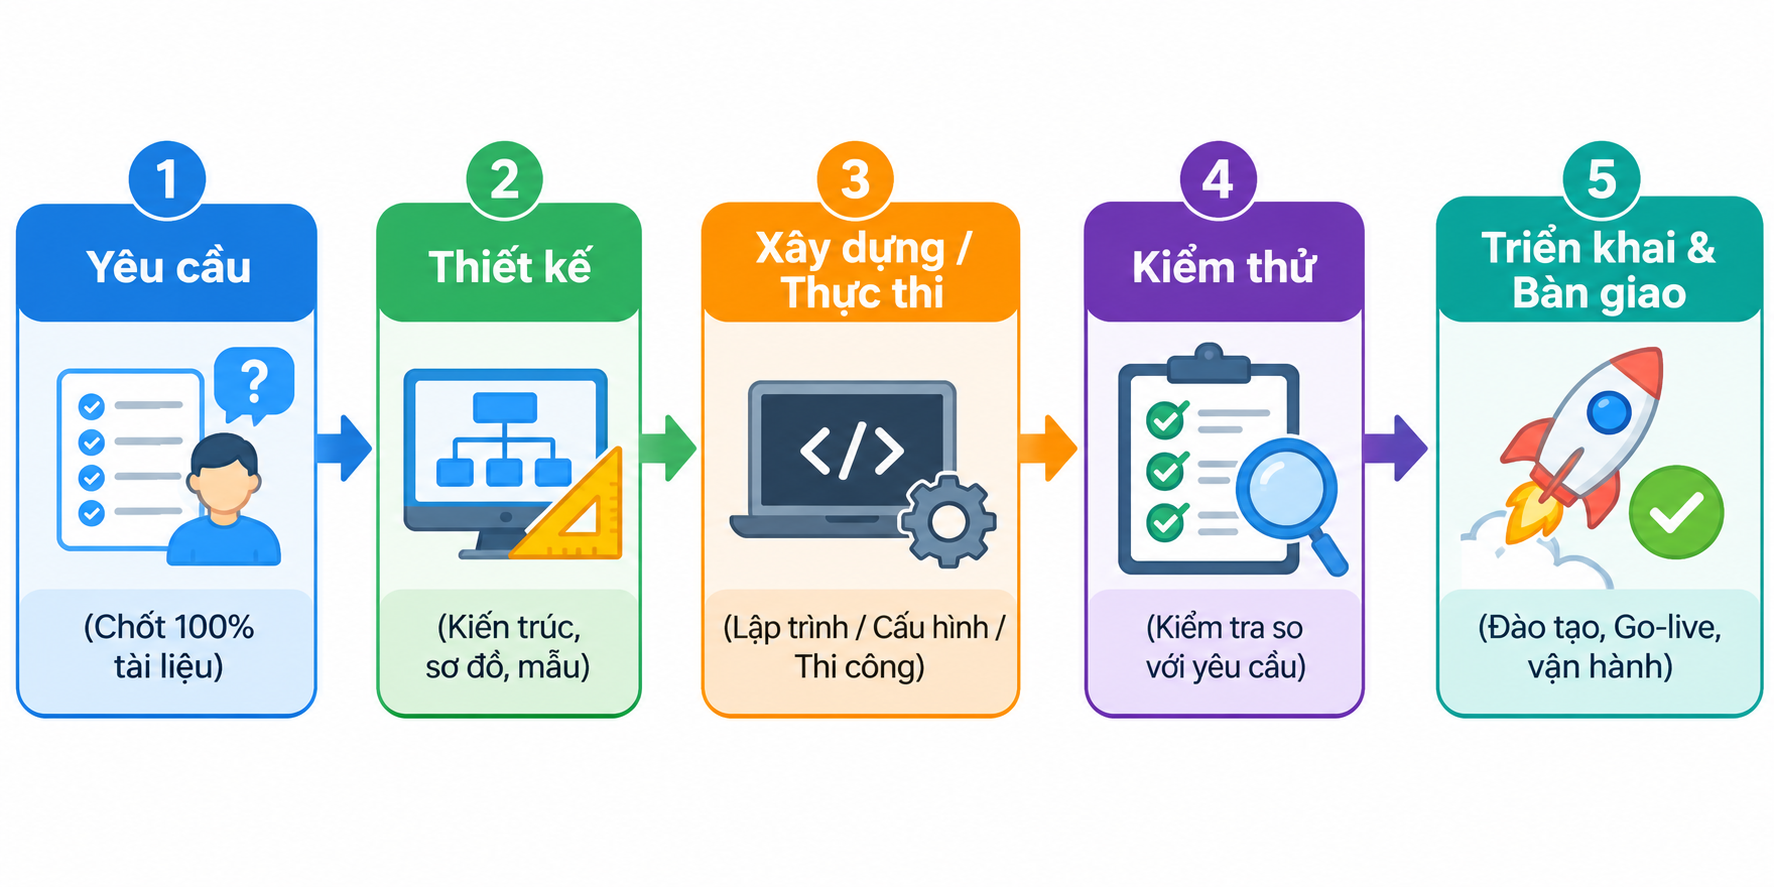 1
Yêu cầu
?
(Chốt 100%
tài liệu)
2
Thiết kế
(Kiến trúc,
sơ đồ, mẫu)
3
Xây dựng /
Thực thi
</>
(Lập trình / Cấu hình /
Thi công)
4
Kiểm thử
(Kiểm tra so
với yêu cầu)
5
Triển khai &
Bàn giao
(Đào tạo, Go-live,
vận hành)